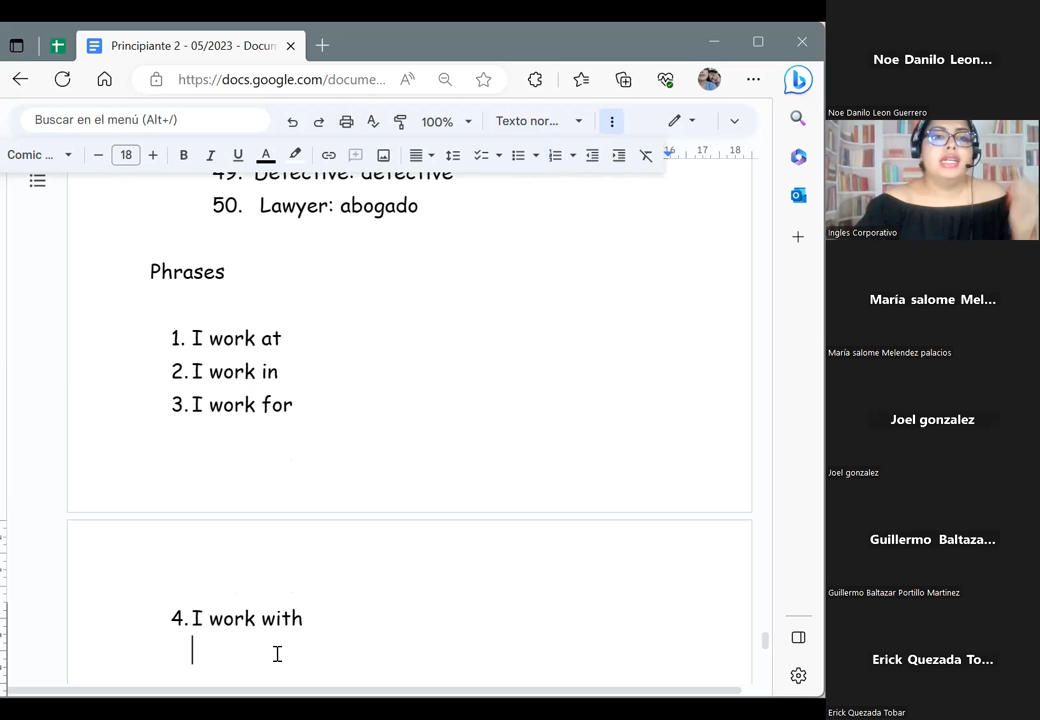 Principiante 2 - 05/2023 - Docum
https://docs.google.com/docume...
Buscar en el menú (Alt+/)
100%
Texto nor...
Comic ...
18
16 17 18
49. Detective: detective
50. Lawyer: abogado
Phrases
1. I work at
2. I work in
3. I work for
4. I work with
Noe Danilo Leon...
Noe Danilo Leon Guerrero
Ingles Corporativo
María salome Mel...
María salome Melendez palacios
Joel gonzalez
Joel gonzalez
Guillermo Baltaza...
Guillermo Baltazar Portillo Martinez
Erick Quezada To...
Erick Quezada Tobar